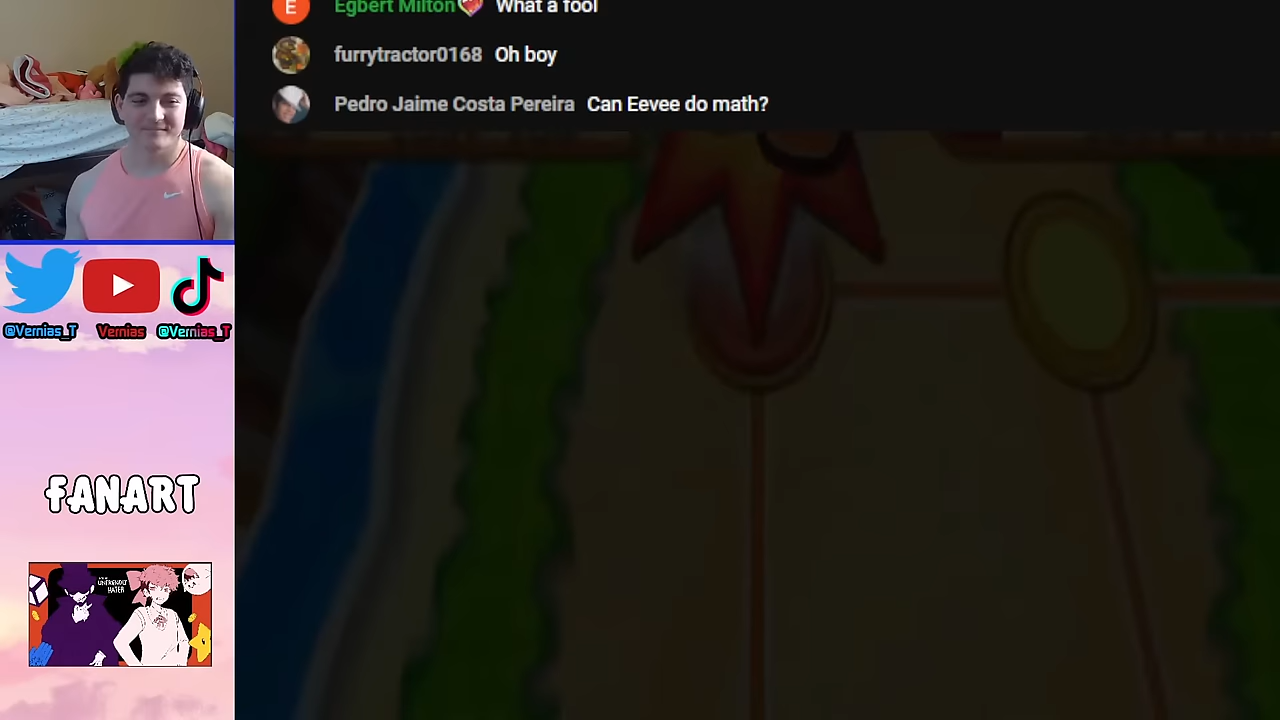 Egbert Milton💘 What a fool
furrytractor0168 Oh boy
Pedro Jaime Costa Pereira Can Eevee do math?
@Vernias_T Vernias @Vernias_T
FANART
HATER